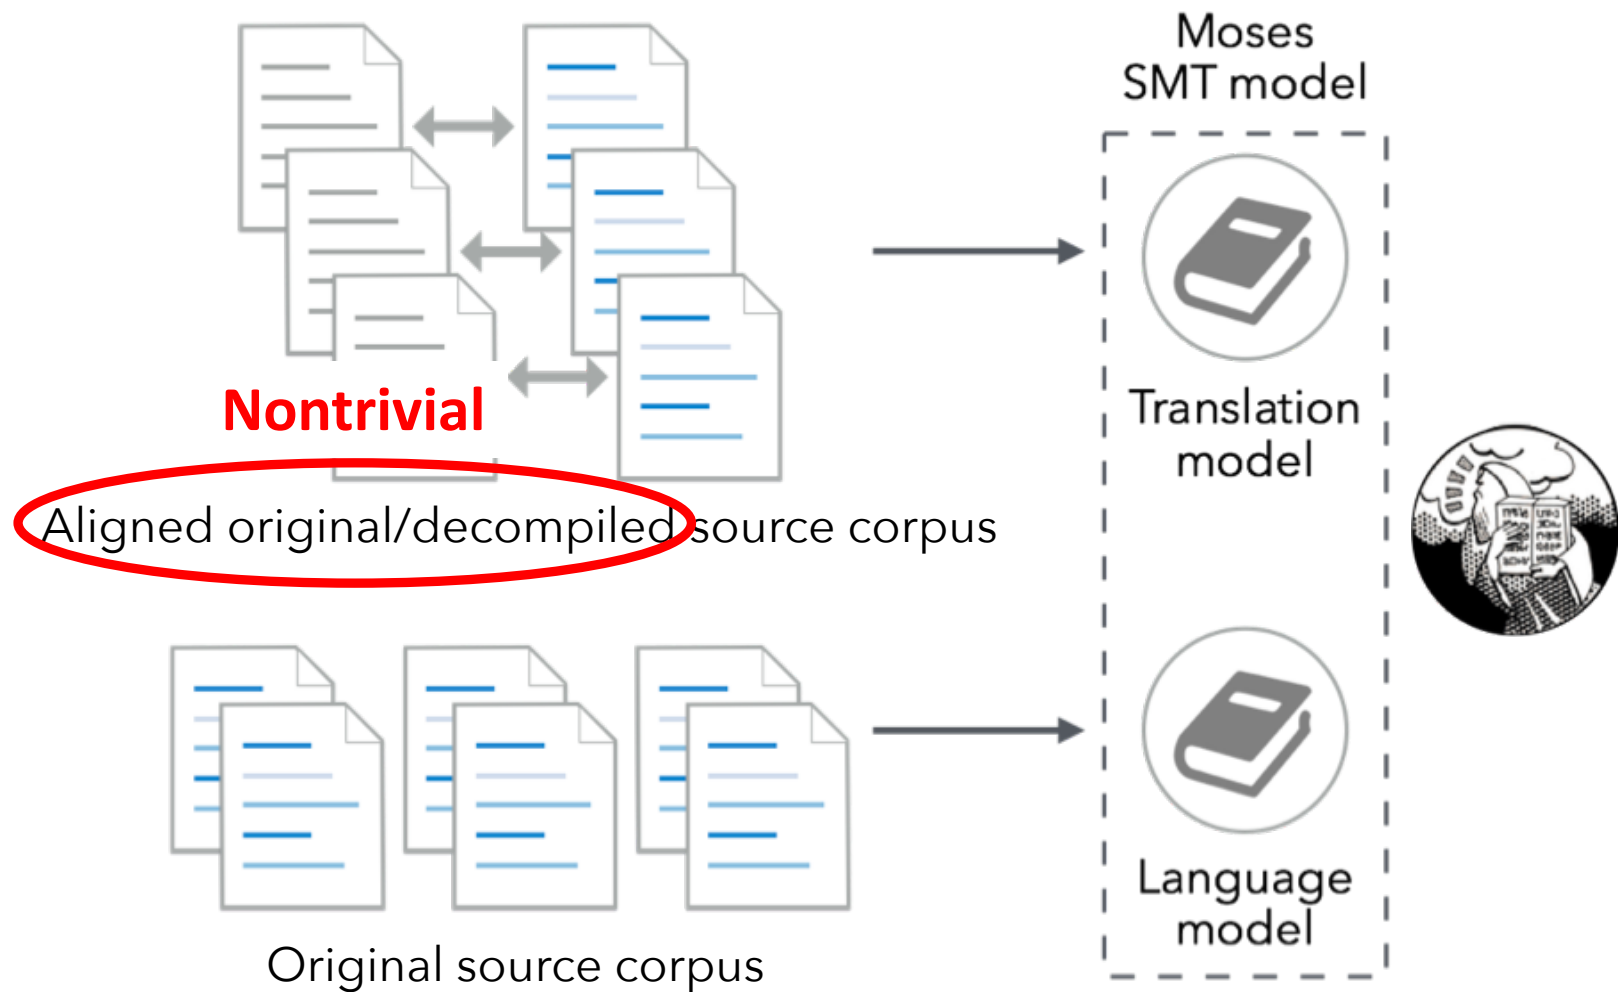 Moses
SMT model
Nontrivial
Translation
model
Aligned original/decompiled source corpus
Language
model
Original source corpus